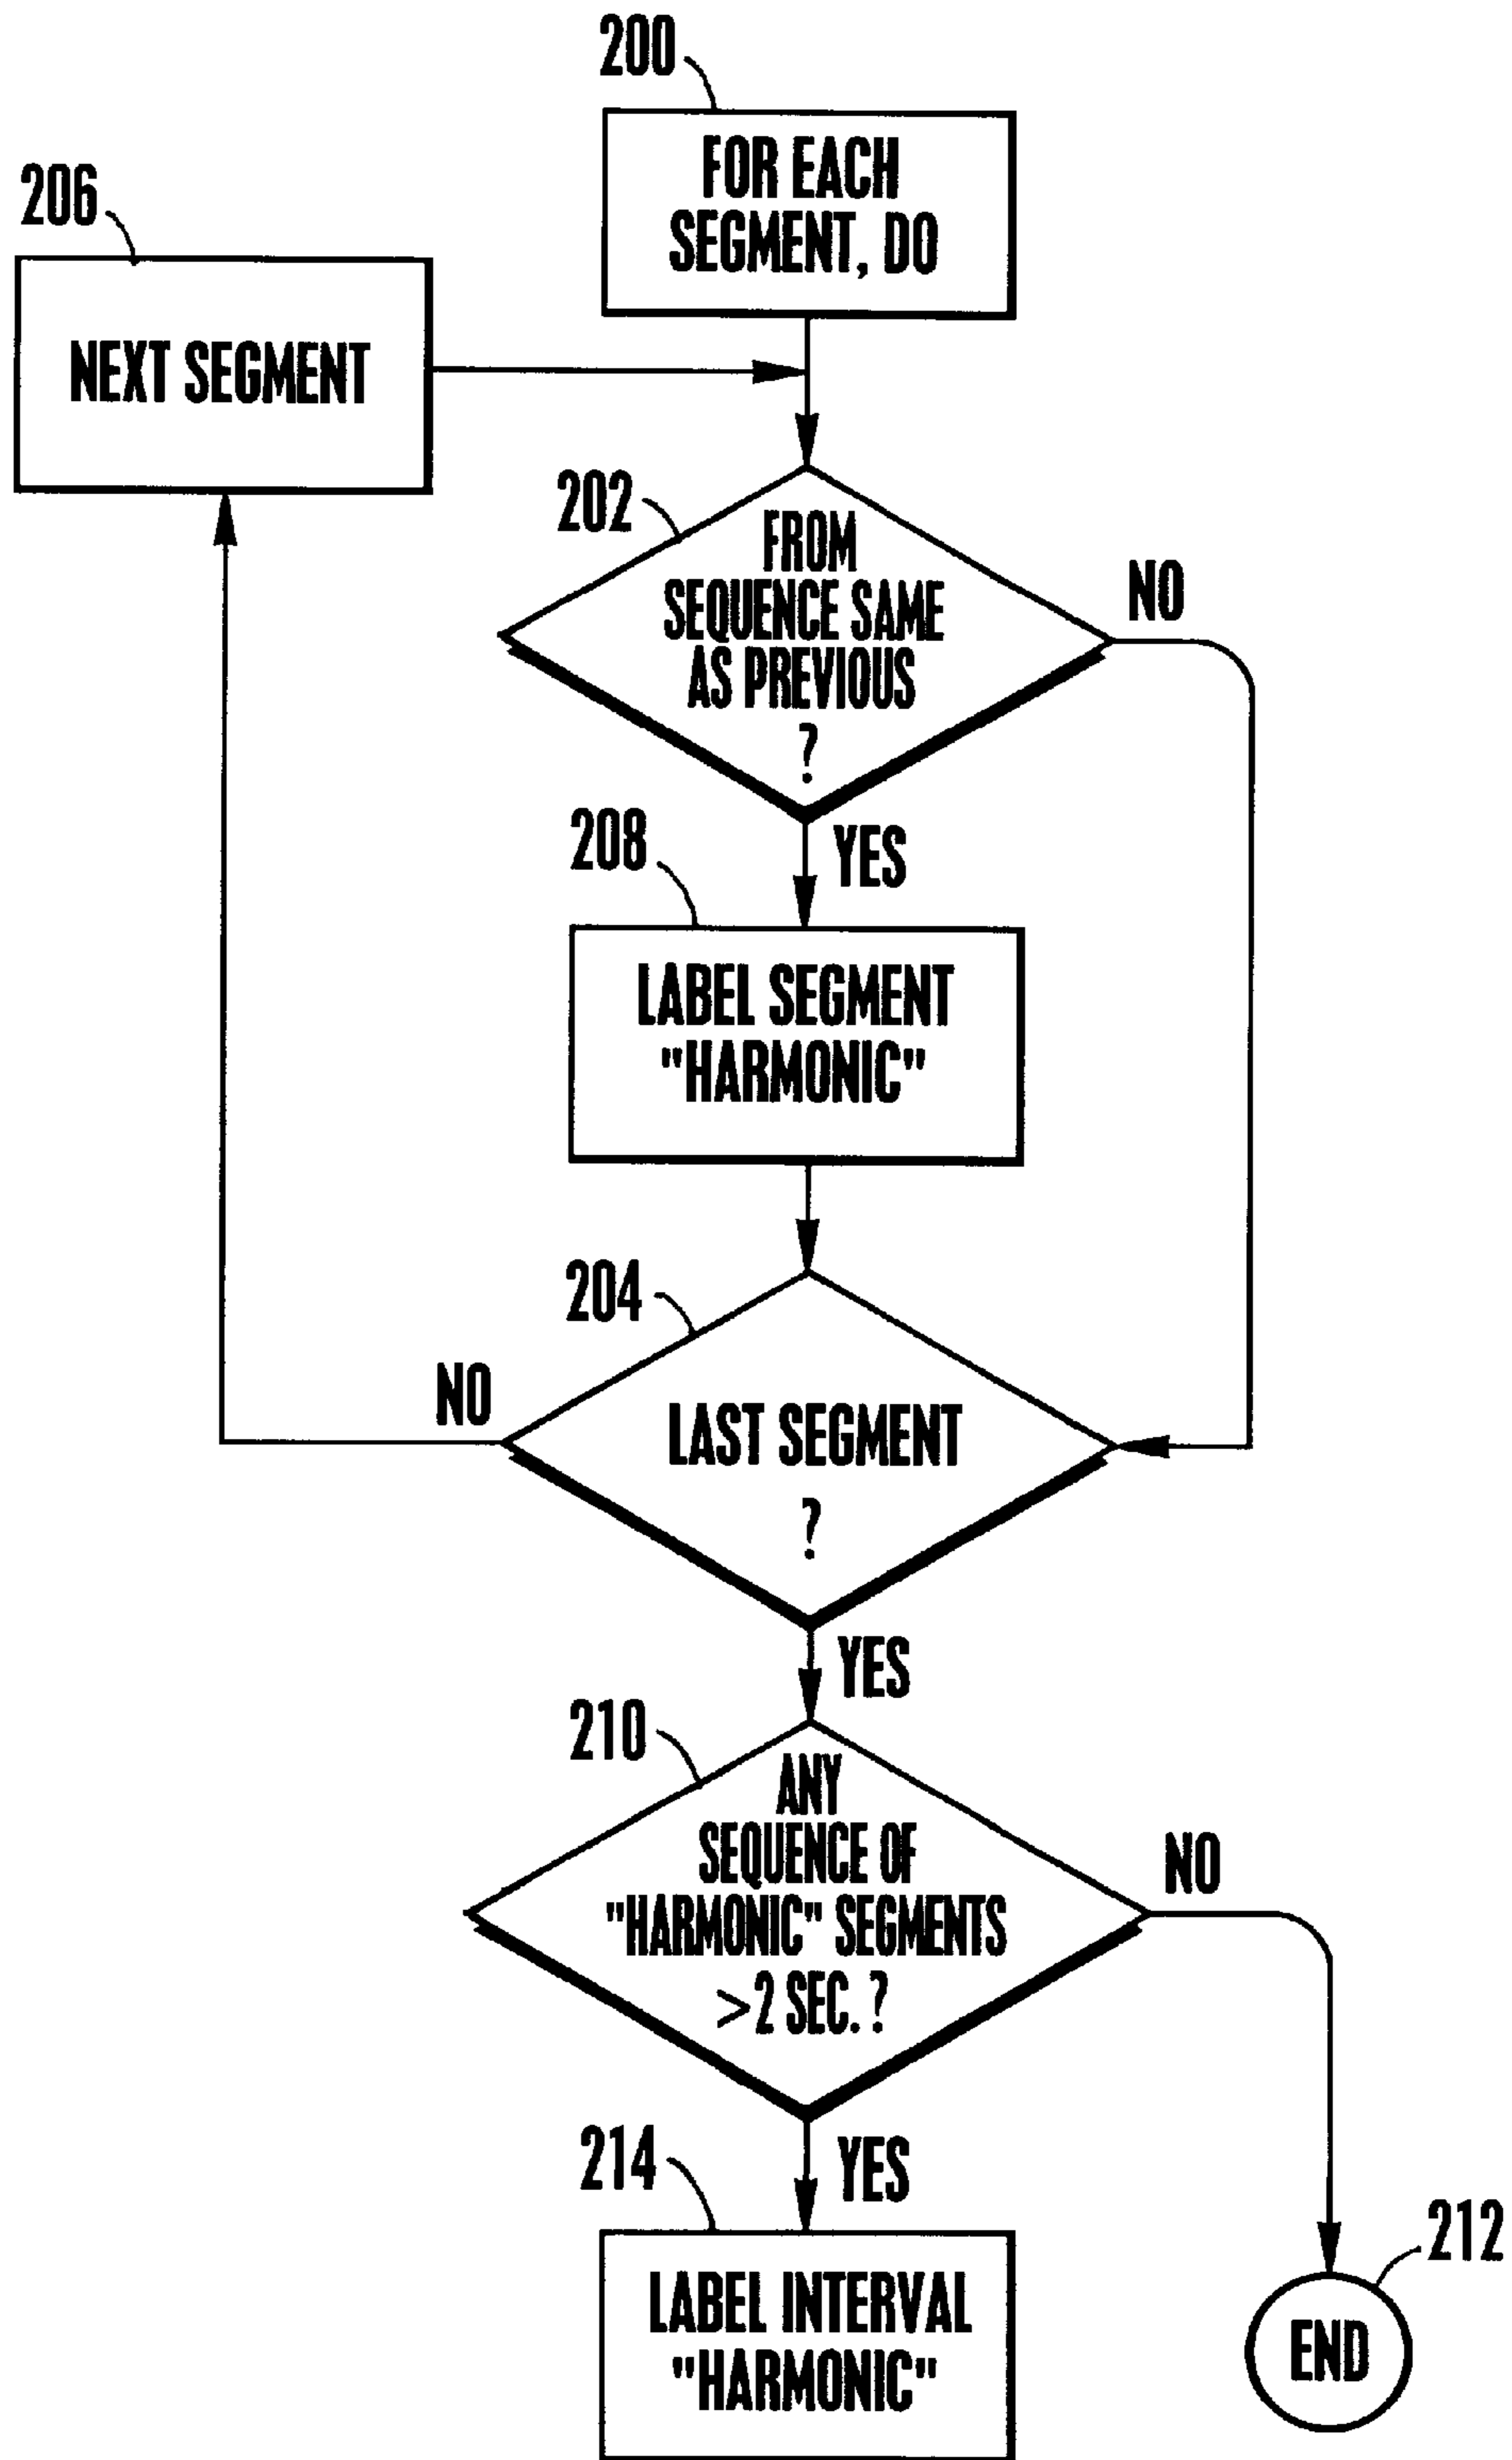 200
FOR EACH
SEGMENT, DO
206
NEXT SEGMENT
202
FROM
SEQUENCE SAME
AS PREVIOUS
?
NO
YES
208
LABEL SEGMENT
"HARMONIC"
204
NO
LAST SEGMENT
?
YES
210
ANY
SEQUENCE OF
"HARMONIC" SEGMENTS
>2 SEC. ?
NO
YES
214
LABEL INTERVAL
"HARMONIC"
212
END